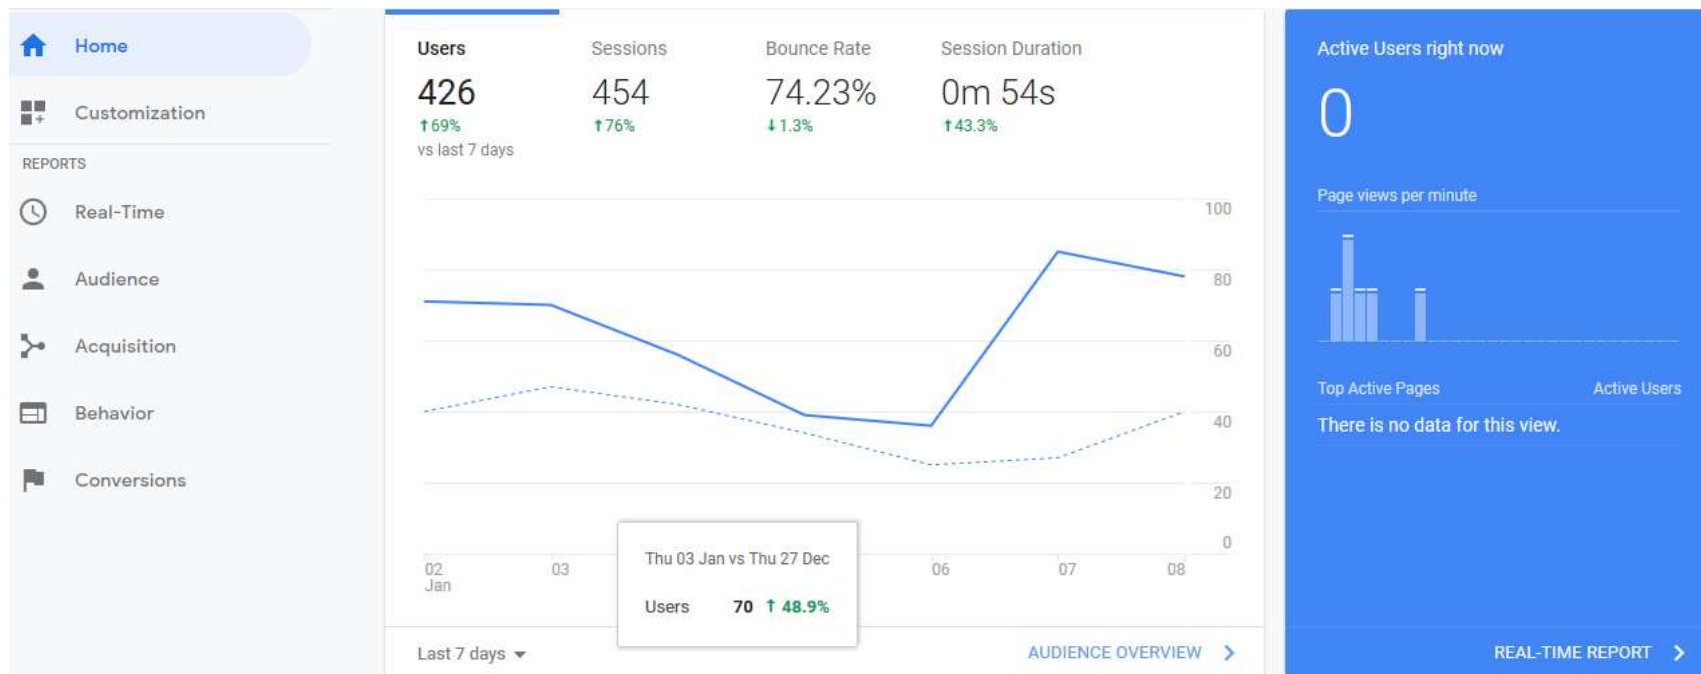 Home
Customization
REPORTS
Real-Time
Audience
Acquisition
Behavior
Conversions
Users
426
↑69%
vs last 7 days
Sessions
454
↑76%
Bounce Rate
74.23%
↓1.3%
Session Duration
0m 54s
↑43.3%
100
80
60
40
20
0
02
Jan
03
06
07
08
Thu 03 Jan vs Thu 27 Dec
Users 70 ↑ 48.9%
Last 7 days
AUDIENCE OVERVIEW
Active Users right now
0
Page views per minute
Top Active Pages Active Users
There is no data for this view.
REAL-TIME REPORT